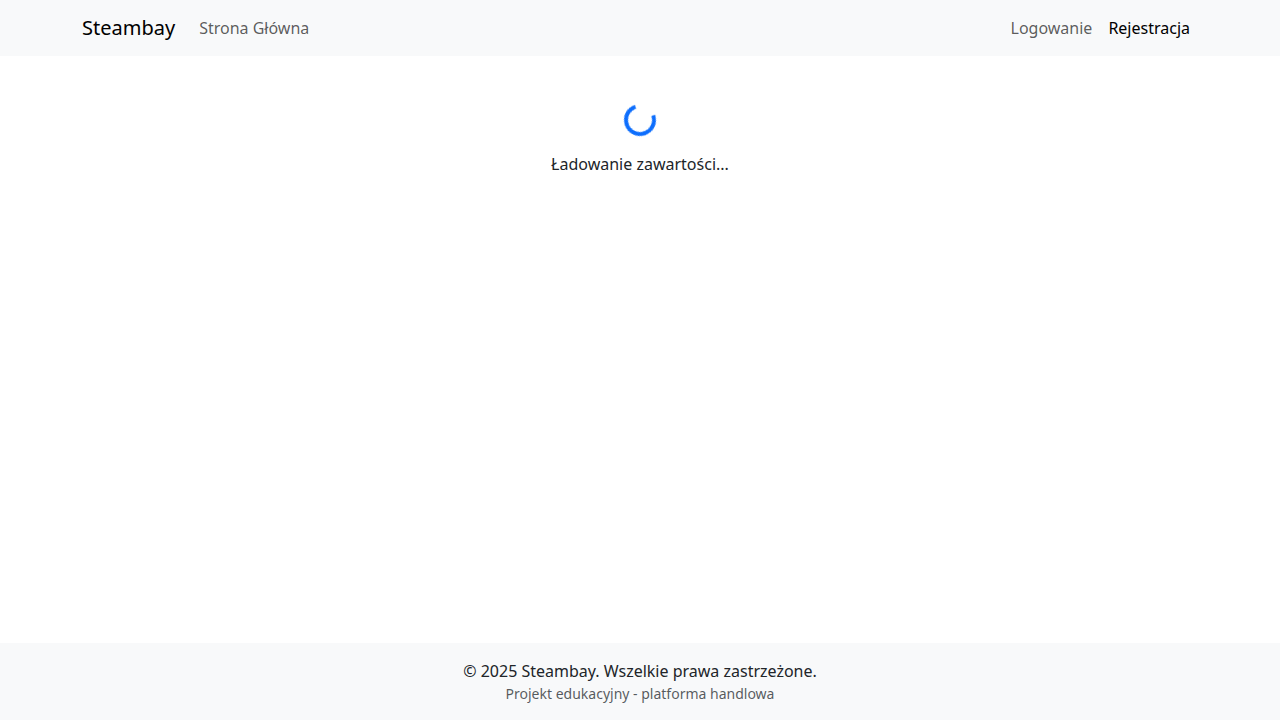 Steambay Strona Główna Logowanie Rejestracja
Ładowanie zawartości...
© 2025 Steambay. Wszelkie prawa zastrzeżone.
Projekt edukacyjny - platforma handlowa